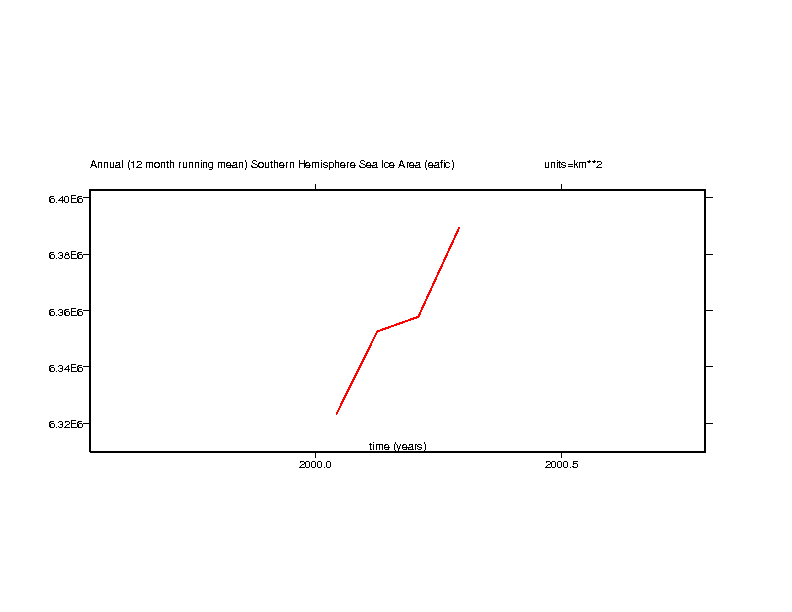 Annual (12 month running mean) Southern Hemisphere Sea Ice Area (eafic) units=km**2
6.40E6
6.38E6
6.36E6
6.34E6
6.32E6
time (years)
2000.0 2000.5